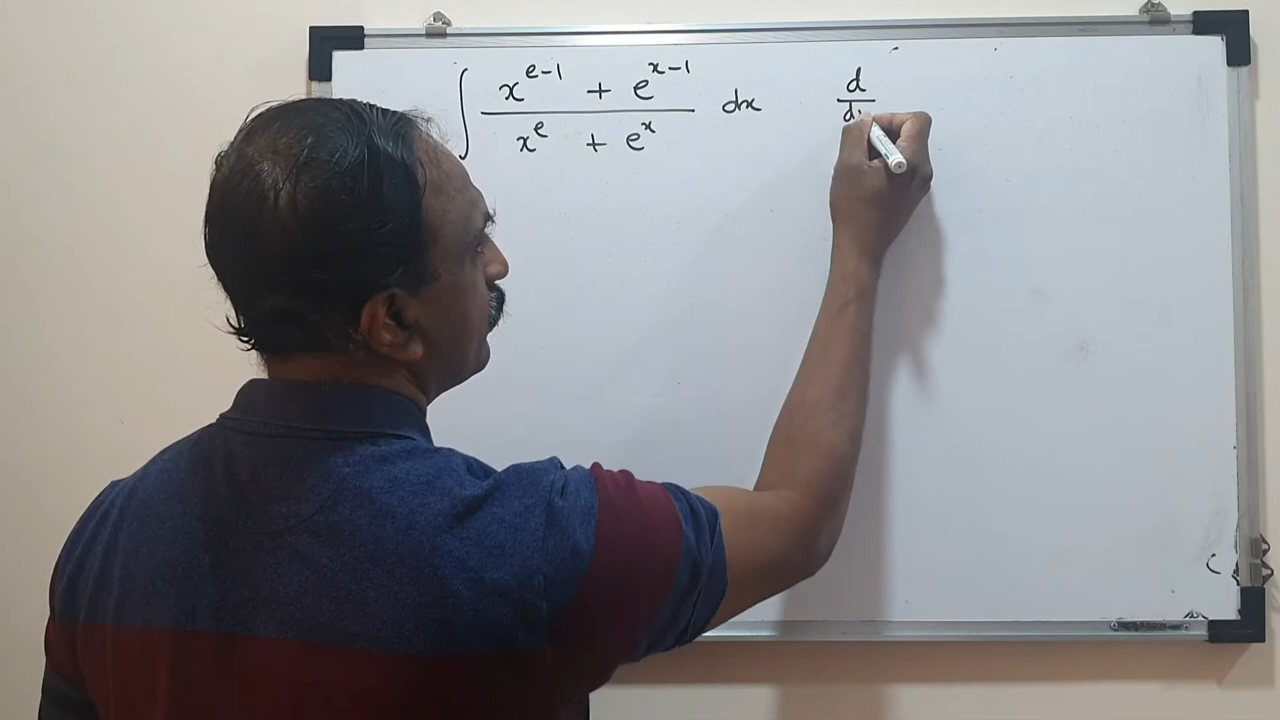 ∫ (x^(e-1) + e^(x-1)) / (x^e + e^x) dx
d/d